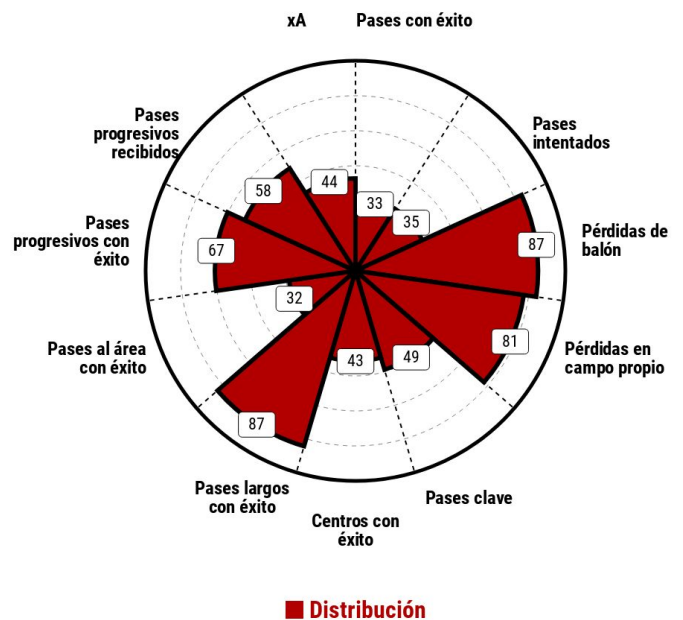 xA
Pases con éxito
Pases
intentados
Pérdidas de
balón
Pérdidas en
campo propio
Pases clave
Centros con
éxito
Pases largos
con éxito
Pases al área
con éxito
Pases
progresivos con
éxito
Pases
progresivos
recibidos
33
35
87
81
49
43
87
32
67
58
44
Distribución